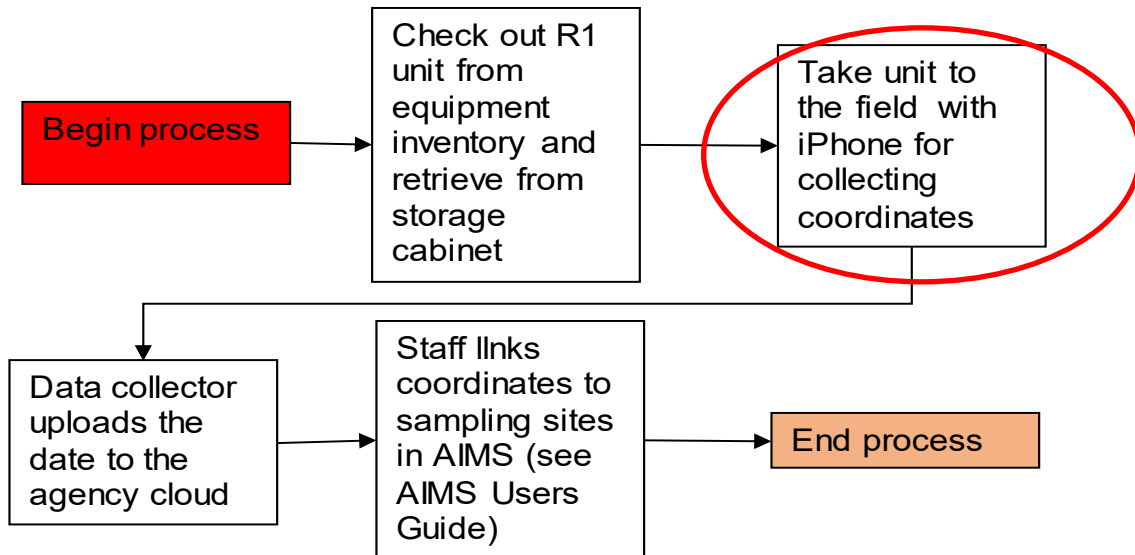 Begin process
Check out R1
unit from
equipment
inventory and
retrieve from
storage
cabinet
Take unit to
the field with
iPhone for
collecting
coordinates
Data collector
uploads the
date to the
agency cloud
Staff lInks
coordinates to
sampling sites
in AIMS (see
AIMS Users
Guide)
End process